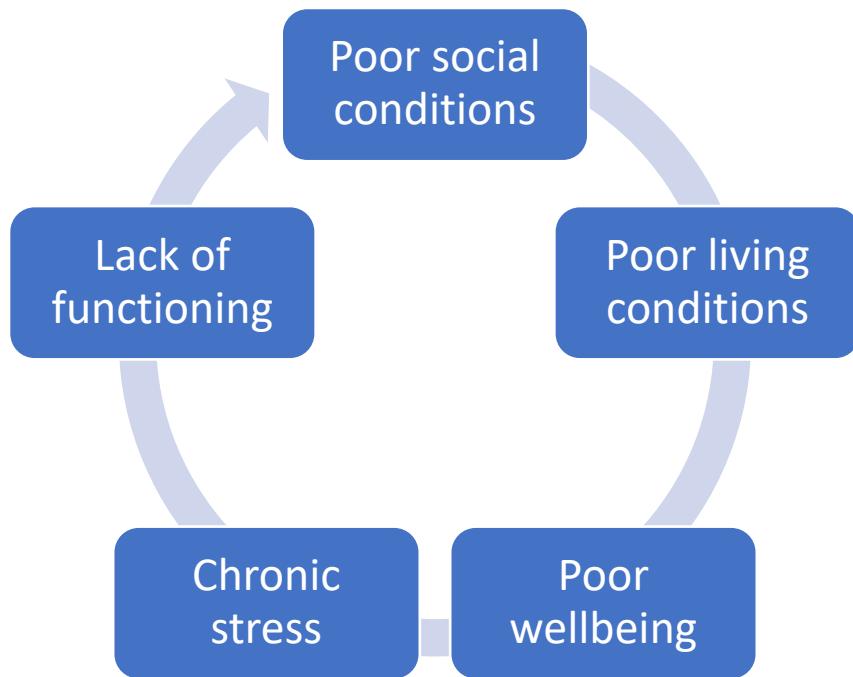 Poor social
conditions
Poor living
conditions
Poor
wellbeing
Chronic
stress
Lack of
functioning